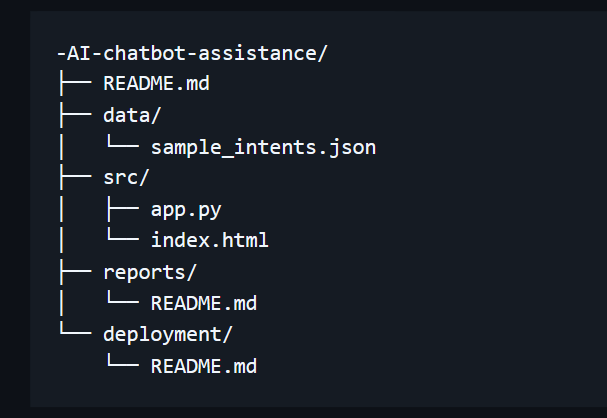 -AI-chatbot-assistance/
├── README.md
├── data/
│   └── sample_intents.json
├── src/
│   ├── app.py
│   └── index.html
├── reports/
│   └── README.md
└── deployment/
    └── README.md